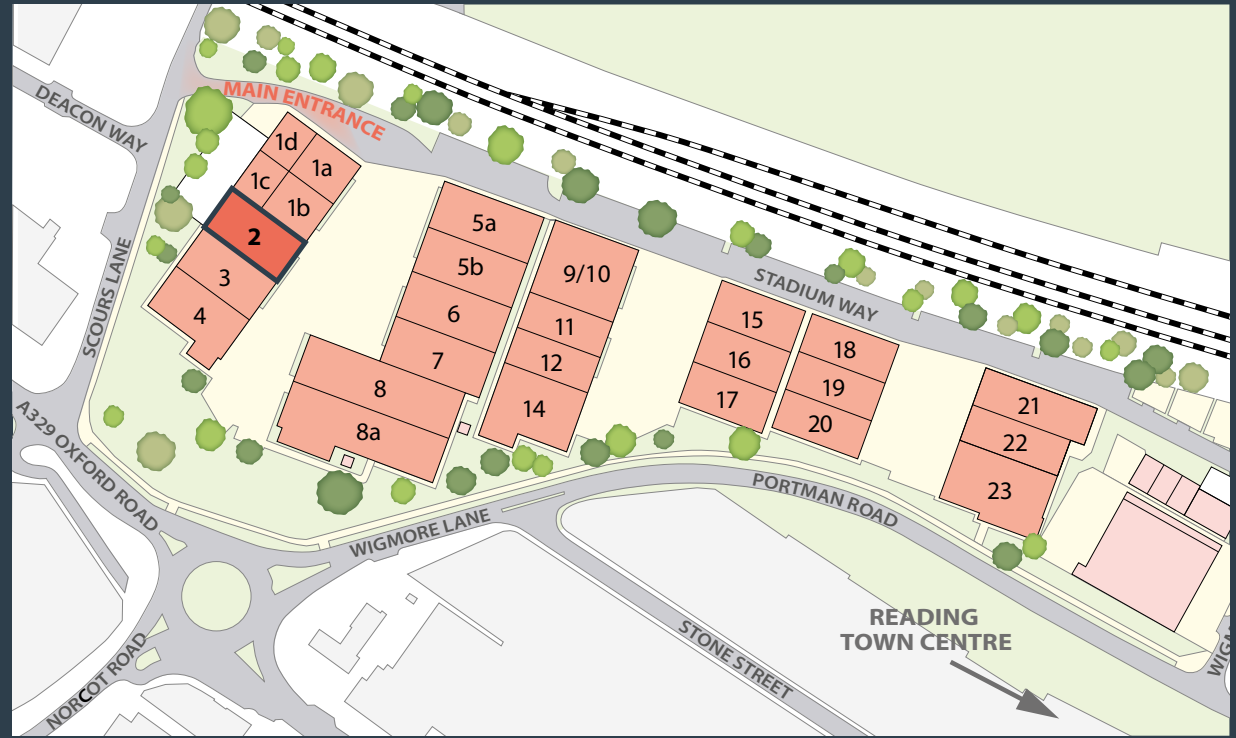 DEACON WAY
MAIN ENTRANCE
1d
1a
1c
1b
2
3
4
5a
5b
6
7
8
8a
9/10
11
12
14
15
16
17
18
19
20
21
22
23
STADIUM WAY
SCOURS LANE
A329 OXFORD ROAD
WIGMORE LANE
PORTMAN ROAD
NORCOT ROAD
STONE STREET
READING
TOWN CENTRE
WIGM